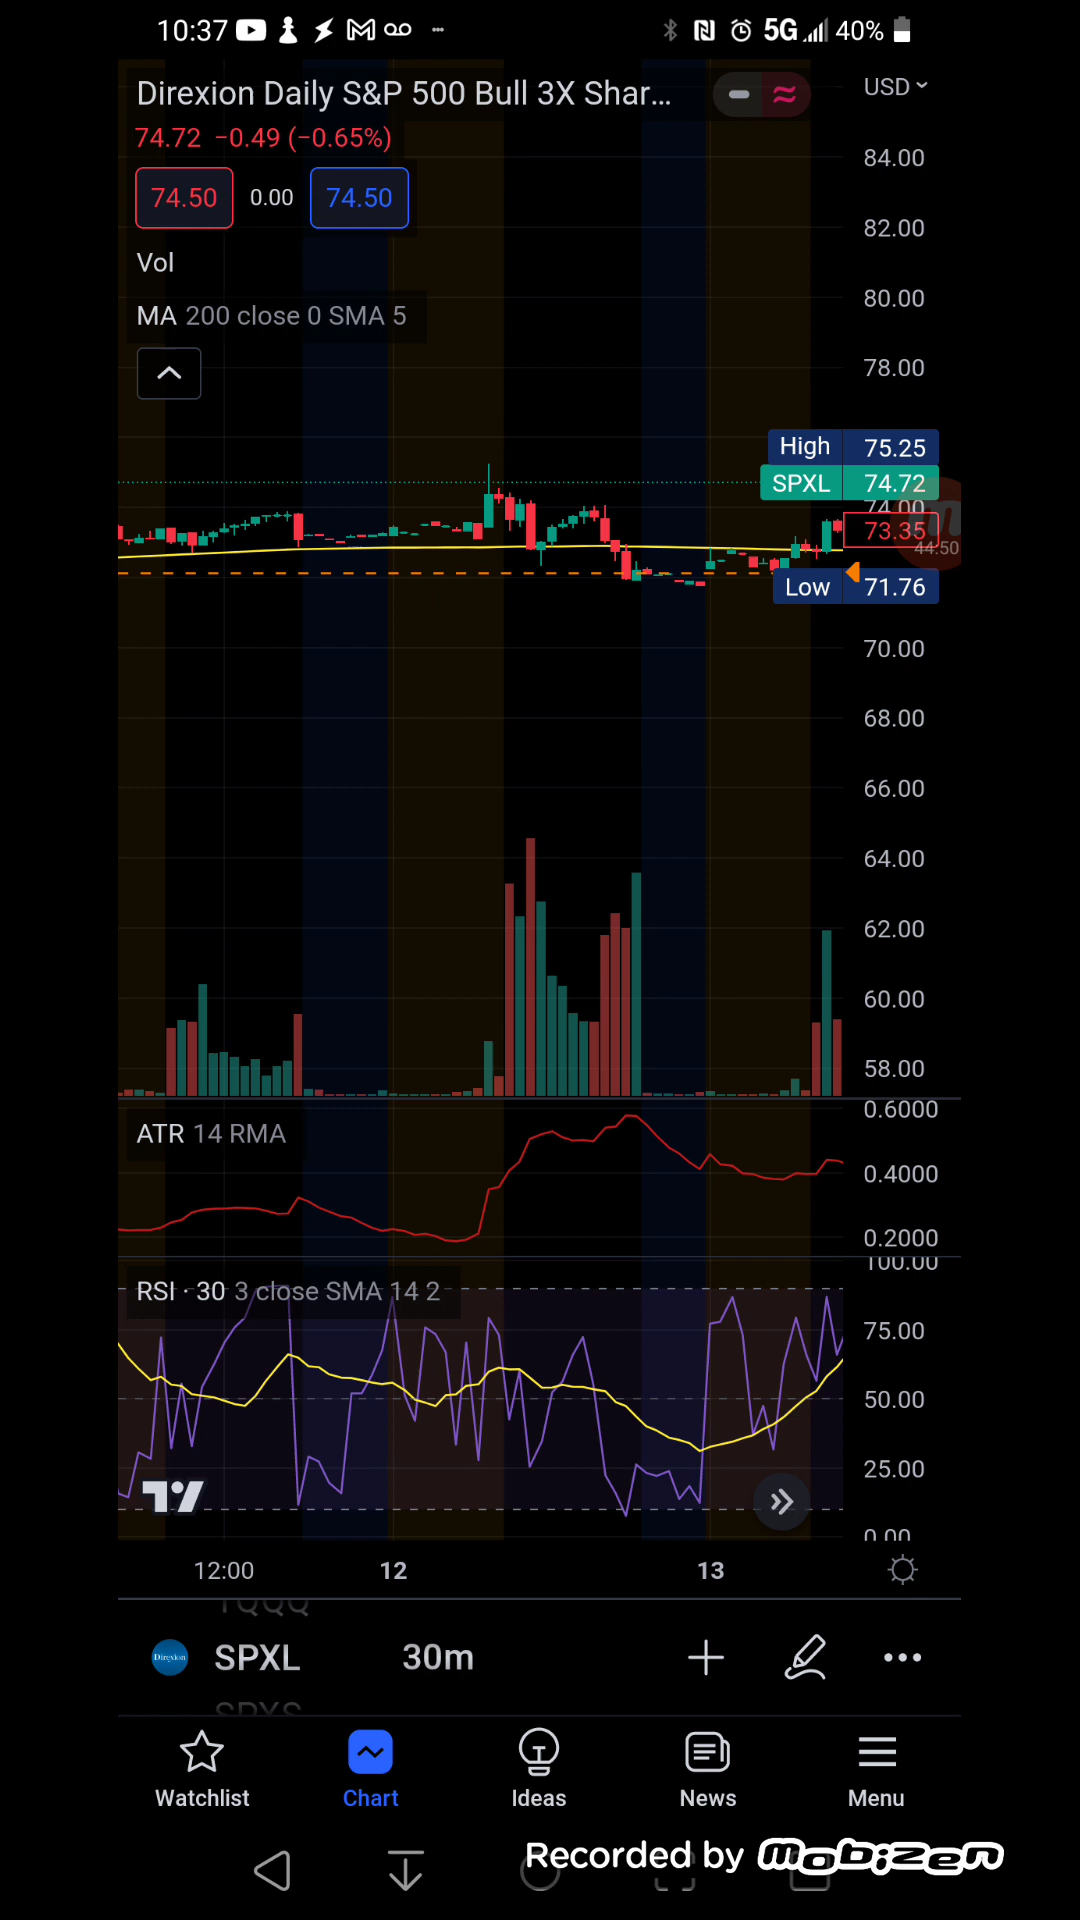 10:37 5G 40%
Direxion Daily S&P 500 Bull 3X Shar...
USD
74.72 −0.49 (−0.65%)
74.50 0.00 74.50
Vol
MA 200 close 0 SMA 5
84.00
82.00
80.00
78.00
High 75.25
SPXL 74.72
74.00
73.35
44:50
Low 71.76
70.00
68.00
66.00
64.00
62.00
60.00
58.00
ATR 14 RMA
0.6000
0.4000
0.2000
RSI · 30 3 close SMA 14 2
100.00
75.00
50.00
25.00
0.00
12:00 12 13
TQQQ
Direxion SPXL 30m
SPXS
Watchlist Chart Ideas News Menu
Recorded by mobizen